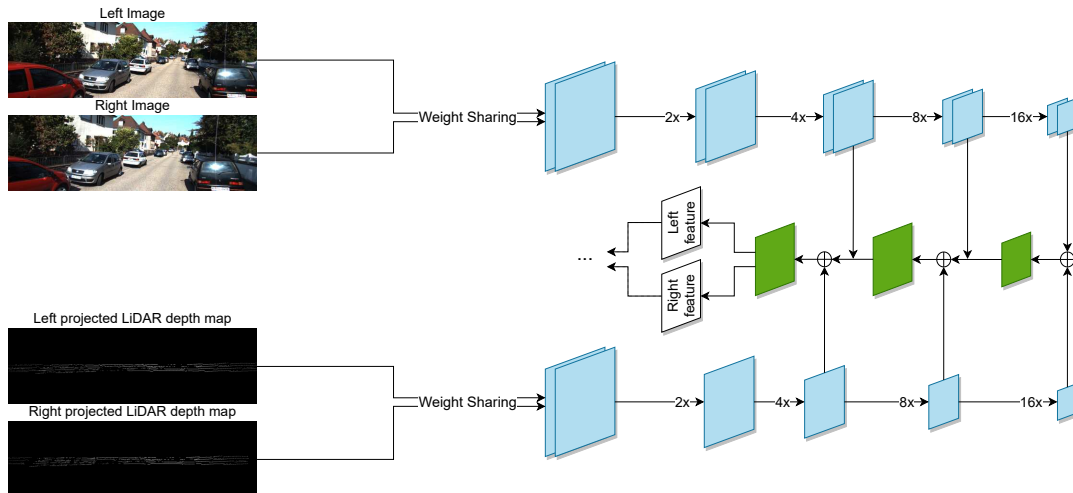 Left Image
Right Image
Weight Sharing
2x
4x
8x
16x
Left
feature
Right
feature
...
Left projected LiDAR depth map
Right projected LiDAR depth map
Weight Sharing
2x
4x
8x
16x